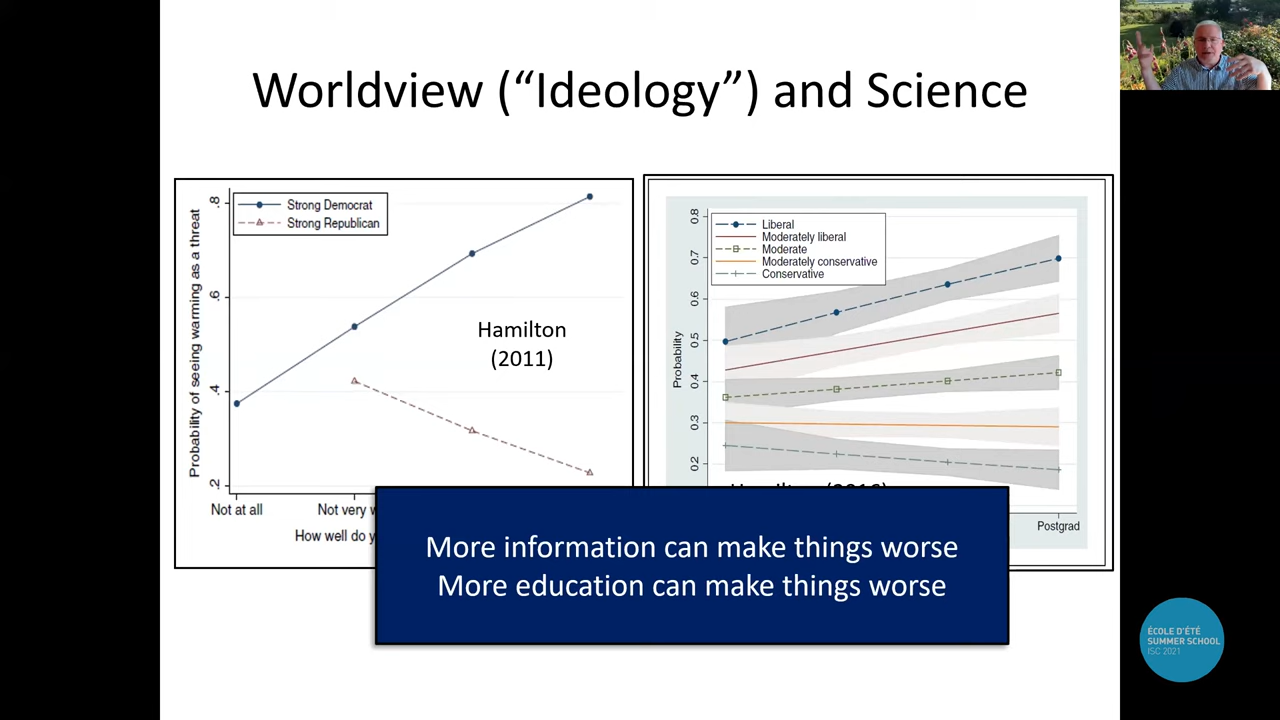 Worldview (“Ideology”) and Science
Probability of seeing warming as a threat
.8
.6
.4
.2
Strong Democrat
Strong Republican
Hamilton
(2011)
Not at all
Not very
How well do
Probability
0.8
0.7
0.6
0.5
0.4
0.3
0.2
Liberal
Moderately liberal
Moderate
Moderately conservative
Conservative
Postgrad
More information can make things worse
More education can make things worse
ÉCOLE D'ÉTÉ
SUMMER SCHOOL
ISC 2021